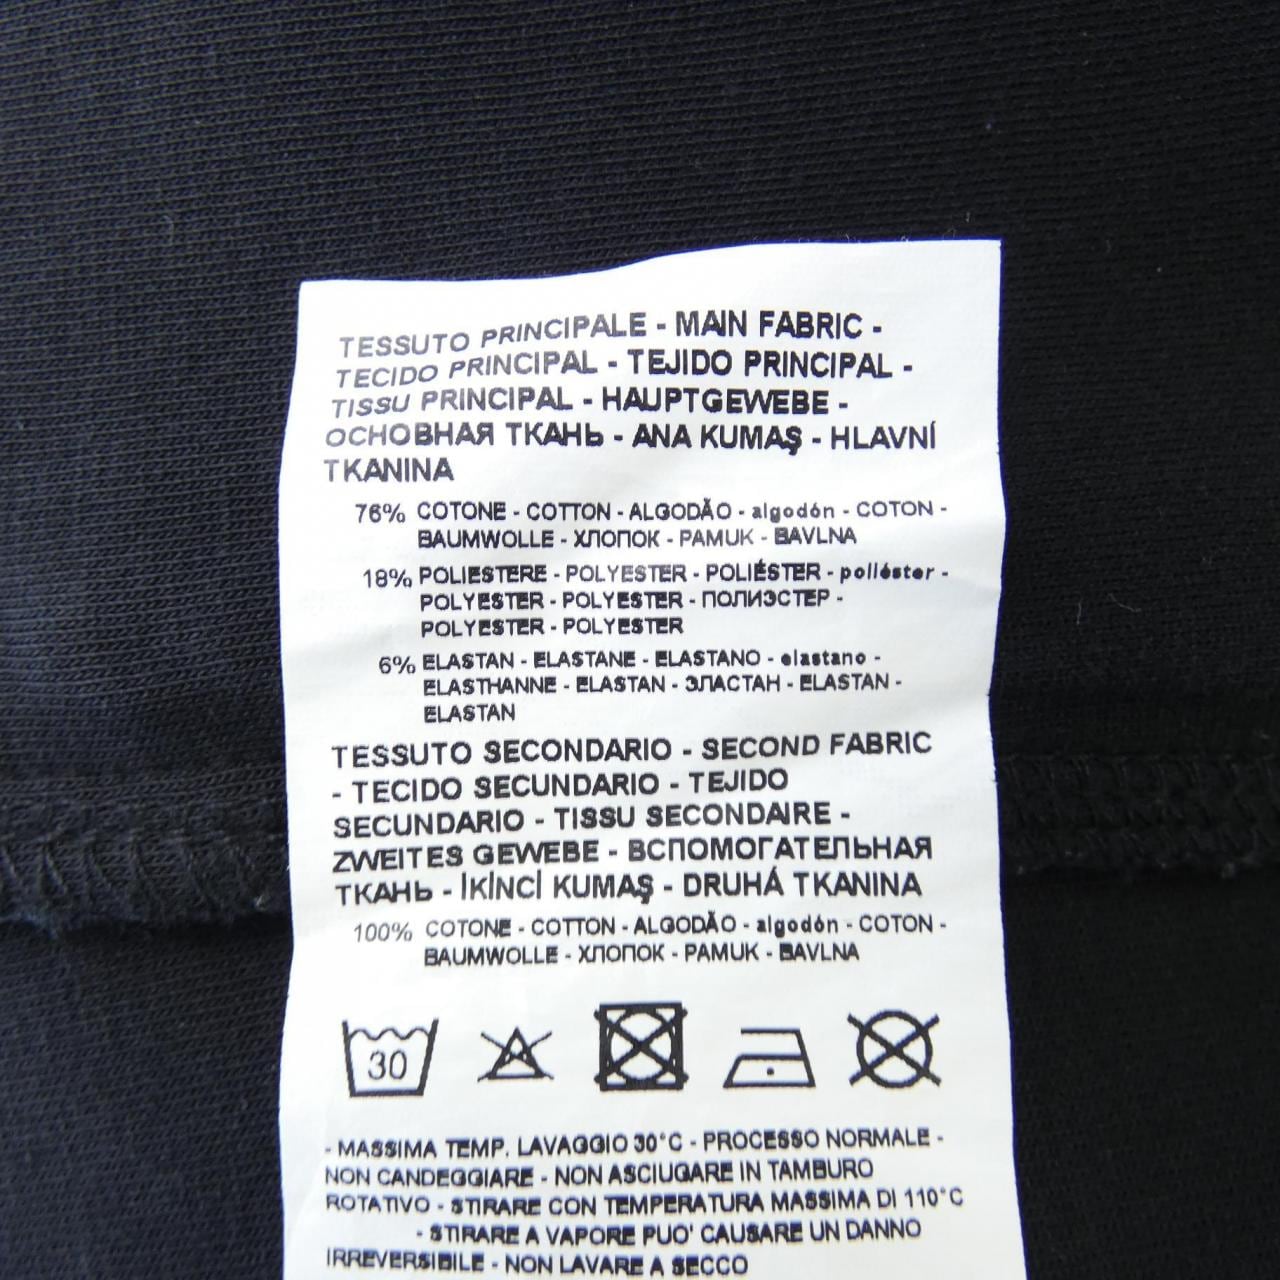 TESSUTO PRINCIPALE - MAIN FABRIC -
TECIDO PRINCIPAL - TEJIDO PRINCIPAL -
TISSU PRINCIPAL - HAUPTGEWEBE -
ОСНОВНАЯ ТКАНЬ - ANA KUMAŞ - HLAVNÍ
TKANINA
76% COTONE - COTTON - ALGODÃO - algodón - COTON -
BAUMWOLLE - ХЛОПОК - PAMUK - BAVLNA
18% POLIESTERE - POLYESTER - POLIÉSTER - poliéster -
POLYESTER - POLYESTER - ПОЛИЭСТЕР -
POLYESTER - POLYESTER
6% ELASTAN - ELASTANE - ELASTANO - elastano -
ELASTHANNE - ELASTAN - ЭЛАСТАН - ELASTAN -
ELASTAN
TESSUTO SECONDARIO - SECOND FABRIC
- TECIDO SECUNDARIO - TEJIDO
SECUNDARIO - TISSU SECONDAIRE -
ZWEITES GEWEBE - ВСПОМОГАТЕЛЬНАЯ
ТКАНЬ - İKİNCİ KUMAŞ - DRUHÁ TKANINA
100% COTONE - COTTON - ALGODÃO - algodón - COTON -
BAUMWOLLE - ХЛОПОК - PAMUK - BAVLNA
30
- MASSIMA TEMP. LAVAGGIO 30°C - PROCESSO NORMALE -
NON CANDEGGIARE - NON ASCIUGARE IN TAMBURO
ROTATIVO - STIRARE CON TEMPERATURA MASSIMA DI 110°C
- STIRARE A VAPORE PUO' CAUSARE UN DANNO
IRREVERSIBILE - NON LAVARE A SECCO